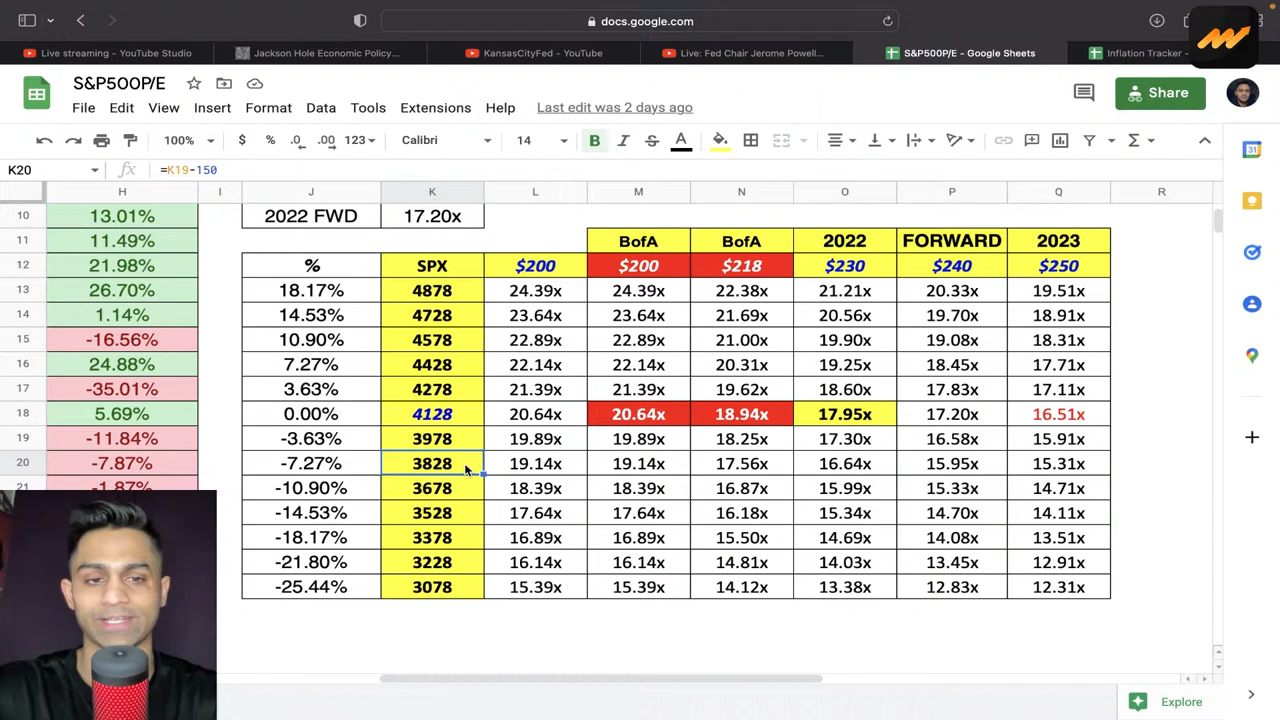 docs.google.com
Live streaming - YouTube Studio
Jackson Hole Economic Policy...
KansasCityFed - YouTube
Live: Fed Chair Jerome Powell...
S&P500P/E - Google Sheets
Inflation Tracker -
S&P500P/E
File Edit View Insert Format Data Tools Extensions Help Last edit was 2 days ago
Share
100% $ % .0 .00 123 Calibri 14 B I S A
K20 fx =K19-150
H I J K L M N O P Q R
10 13.01% 2022 FWD 17.20x
11 11.49% BofA BofA 2022 FORWARD 2023
12 21.98% % SPX $200 $200 $218 $230 $240 $250
13 26.70% 18.17% 4878 24.39x 24.39x 22.38x 21.21x 20.33x 19.51x
14 1.14% 14.53% 4728 23.64x 23.64x 21.69x 20.56x 19.70x 18.91x
15 -16.56% 10.90% 4578 22.89x 22.89x 21.00x 19.90x 19.08x 18.31x
16 24.88% 7.27% 4428 22.14x 22.14x 20.31x 19.25x 18.45x 17.71x
17 -35.01% 3.63% 4278 21.39x 21.39x 19.62x 18.60x 17.83x 17.11x
18 5.69% 0.00% 4128 20.64x 20.64x 18.94x 17.95x 17.20x 16.51x
19 -11.84% -3.63% 3978 19.89x 19.89x 18.25x 17.30x 16.58x 15.91x
20 -7.87% -7.27% 3828 19.14x 19.14x 17.56x 16.64x 15.95x 15.31x
21 -1.87% -10.90% 3678 18.39x 18.39x 16.87x 15.99x 15.33x 14.71x
-14.53% 3528 17.64x 17.64x 16.18x 15.34x 14.70x 14.11x
-18.17% 3378 16.89x 16.89x 15.50x 14.69x 14.08x 13.51x
-21.80% 3228 16.14x 16.14x 14.81x 14.03x 13.45x 12.91x
-25.44% 3078 15.39x 15.39x 14.12x 13.38x 12.83x 12.31x
Explore